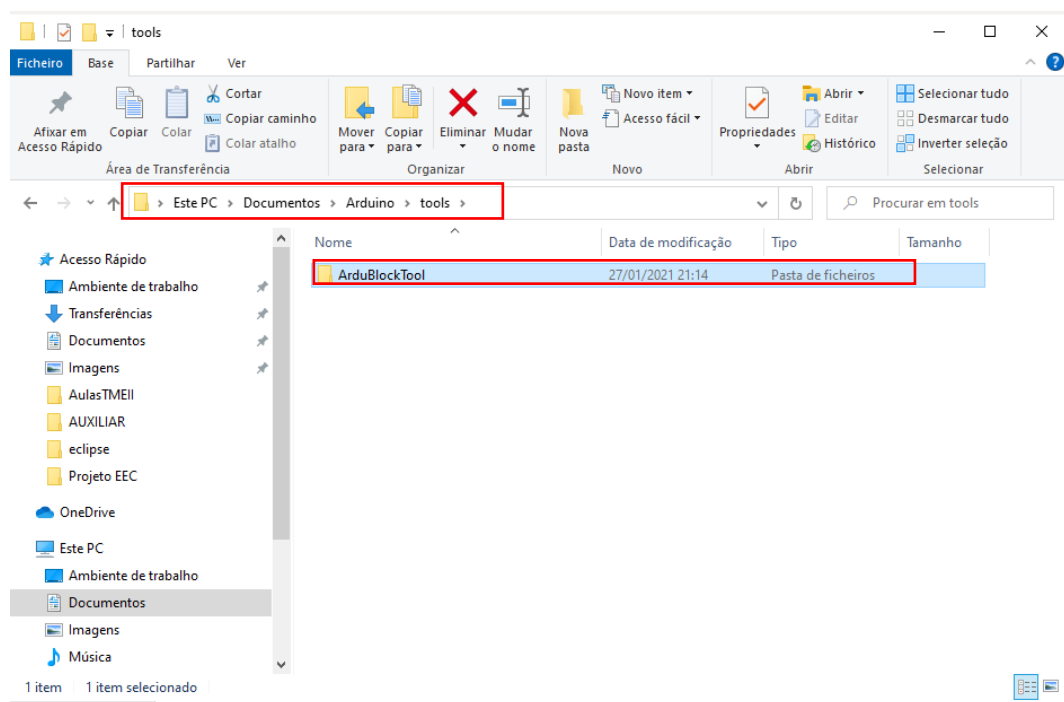 tools
Ficheiro Base Partilhar Ver
Afixar em Acesso Rápido
Copiar
Colar
Cortar
Copiar caminho
Colar atalho
Área de Transferência
Mover para
Copiar para
Eliminar
Mudar o nome
Organizar
Nova pasta
Novo item
Acesso fácil
Novo
Propriedades
Abrir
Editar
Histórico
Abrir
Selecionar tudo
Desmarcar tudo
Inverter seleção
Selecionar
Este PC > Documentos > Arduino > tools >
Procurar em tools
Nome Data de modificação Tipo Tamanho
ArduBlockTool 27/01/2021 21:14 Pasta de ficheiros
Acesso Rápido
Ambiente de trabalho
Transferências
Documentos
Imagens
AulasTMEII
AUXILIAR
eclipse
Projeto EEC
OneDrive
Este PC
Ambiente de trabalho
Documentos
Imagens
Música
1 item 1 item selecionado